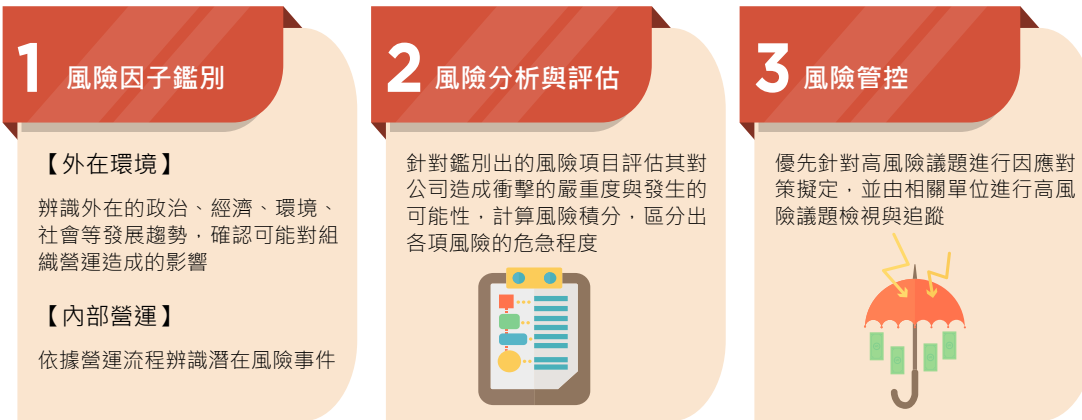 1 風險因子鑑別
【外在環境】
辨識外在的政治、經濟、環境、
社會等發展趨勢，確認可能對組
織營運造成的影響
【內部營運】
依據營運流程辨識潛在風險事件
2 風險分析與評估
針對鑑別出的風險項目評估其對
公司造成衝擊的嚴重度與發生的
可能性，計算風險積分，區分出
各項風險的危急程度
3 風險管控
優先針對高風險議題進行因應對
策擬定，並由相關單位進行高風
險議題檢視與追蹤